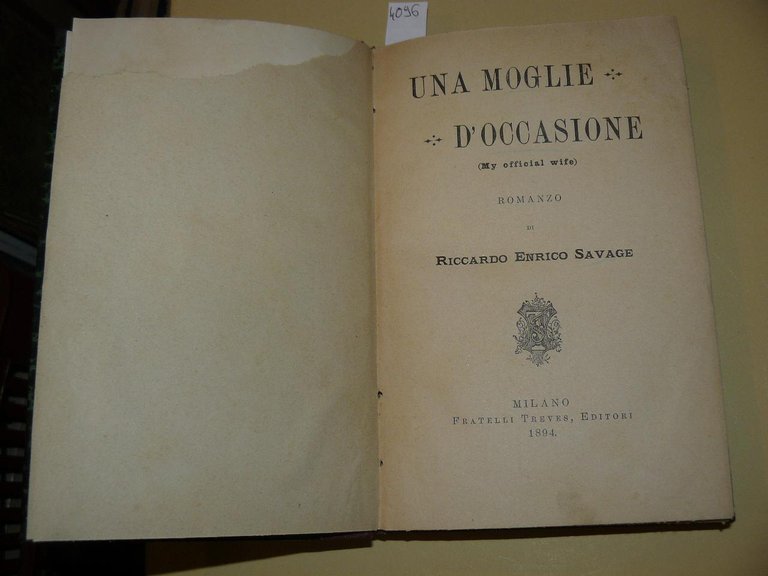 4096
UNA MOGLIE
D'OCCASIONE
(My official wife)
ROMANZO
DI
RICCARDO ENRICO SAVAGE
MILANO
FRATELLI TREVES, EDITORI
1894.